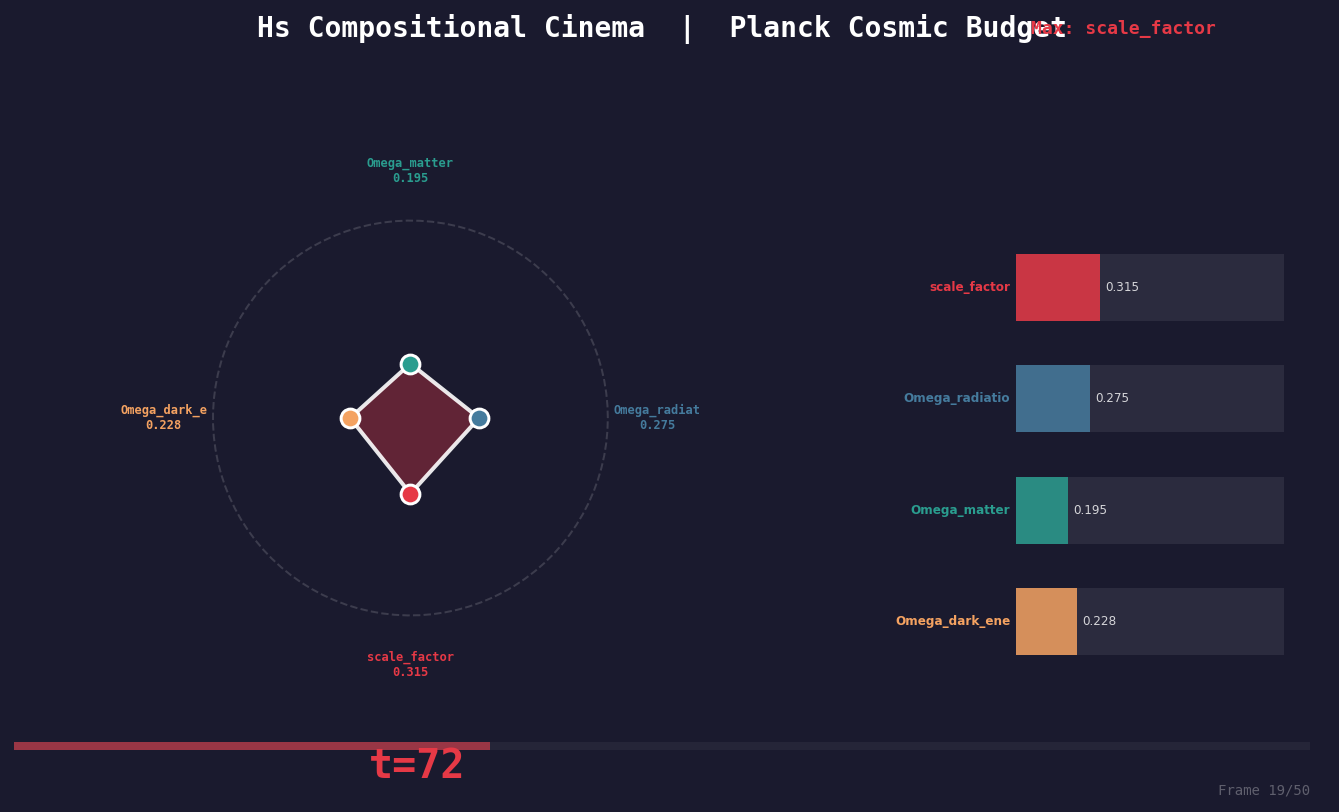 Hs Compositional Cinema | Planck Cosmic Budget
Max: scale_factor
Omega_matter
0.195
Omega_dark_e
0.228
Omega_radiat
0.275
scale_factor
0.315
scale_factor
0.315
Omega_radiatio
0.275
Omega_matter
0.195
Omega_dark_ene
0.228
t=72
Frame 19/50